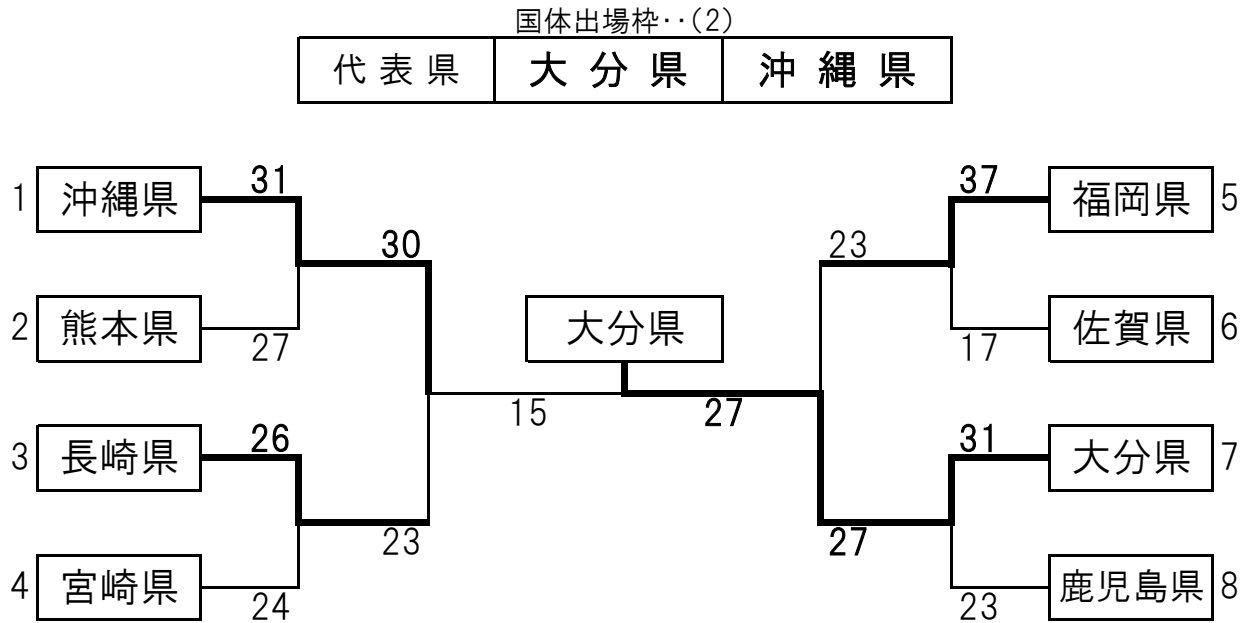 国体出場枠‥(2)
代表県 大分県 沖縄県
1 沖縄県 31 37 福岡県 5
30 23
2 熊本県 27 大分県 17 佐賀県 6
15 27
3 長崎県 26 31 大分県 7
23 27
4 宮崎県 24 23 鹿児島県 8